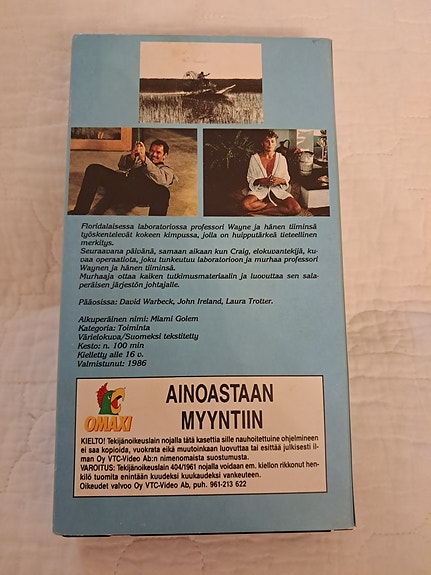 Floridalaisessa laboratoriossa professori Wayne ja hänen tiiminsä
työskentelevät kokeen kimpussa, jolla on huipputärkeä tieteellinen
merkitys.
Seuraavana päivänä, samaan aikaan kun Craig, elokuvantekijä, ku-
vaa operaatiota, joku tunkeutuu laboratorioon ja murhaa professori
Waynen ja hänen tiiminsä.
Murhaaja ottaa kaiken tutkimusmateriaalin ja luovuttaa sen sala-
peräisen järjestön johtajalle.
Pääosissa: David Warbeck, John Ireland, Laura Trotter.
Alkuperäinen nimi: Miami Golem
Kategoria: Toiminta
Värielokuva/Suomeksi tekstitetty
Kesto: n. 100 min
Kielletty alle 16 v.
Valmistunut: 1986
OMAXI
AINOASTAAN
MYYNTIIN
KIELTO! Tekijänoikeuslain nojalla tätä kasettia sille nauhoitettuine ohjelmineen
ei saa kopioida, vuokrata eikä muutoinkaan luovuttaa tai esittää julkisesti il-
man Oy VTC-Video Ab:n nimenomaista suostumusta.
VAROITUS: Tekijänoikeuslain 404/1961 nojalla voidaan em. kiellon rikkonut hen-
kilö tuomita enintään kuudeksi kuukaudeksi vankeuteen.
Oikeudet valvoo Oy VTC-Video Ab, puh. 961-213 622